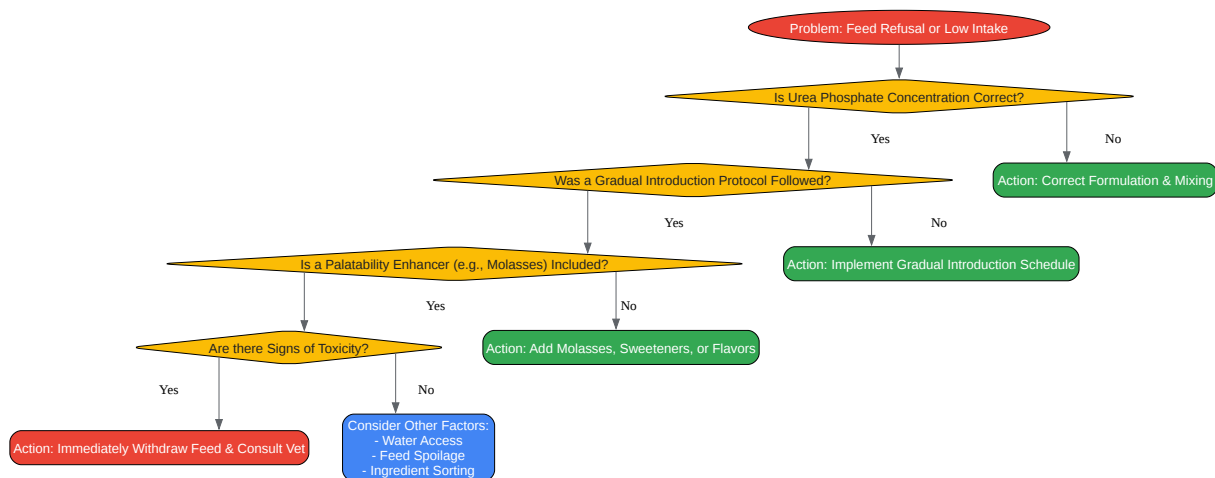 Problem: Feed Refusal or Low Intake
Is Urea Phosphate Concentration Correct?
Yes
No
Was a Gradual Introduction Protocol Followed?
Action: Correct Formulation & Mixing
Yes
No
Is a Palatability Enhancer (e.g., Molasses) Included?
Action: Implement Gradual Introduction Schedule
Yes
No
Are there Signs of Toxicity?
Action: Add Molasses, Sweeteners, or Flavors
Yes
No
Action: Immediately Withdraw Feed & Consult Vet
Consider Other Factors:
- Water Access
- Feed Spoilage
- Ingredient Sorting